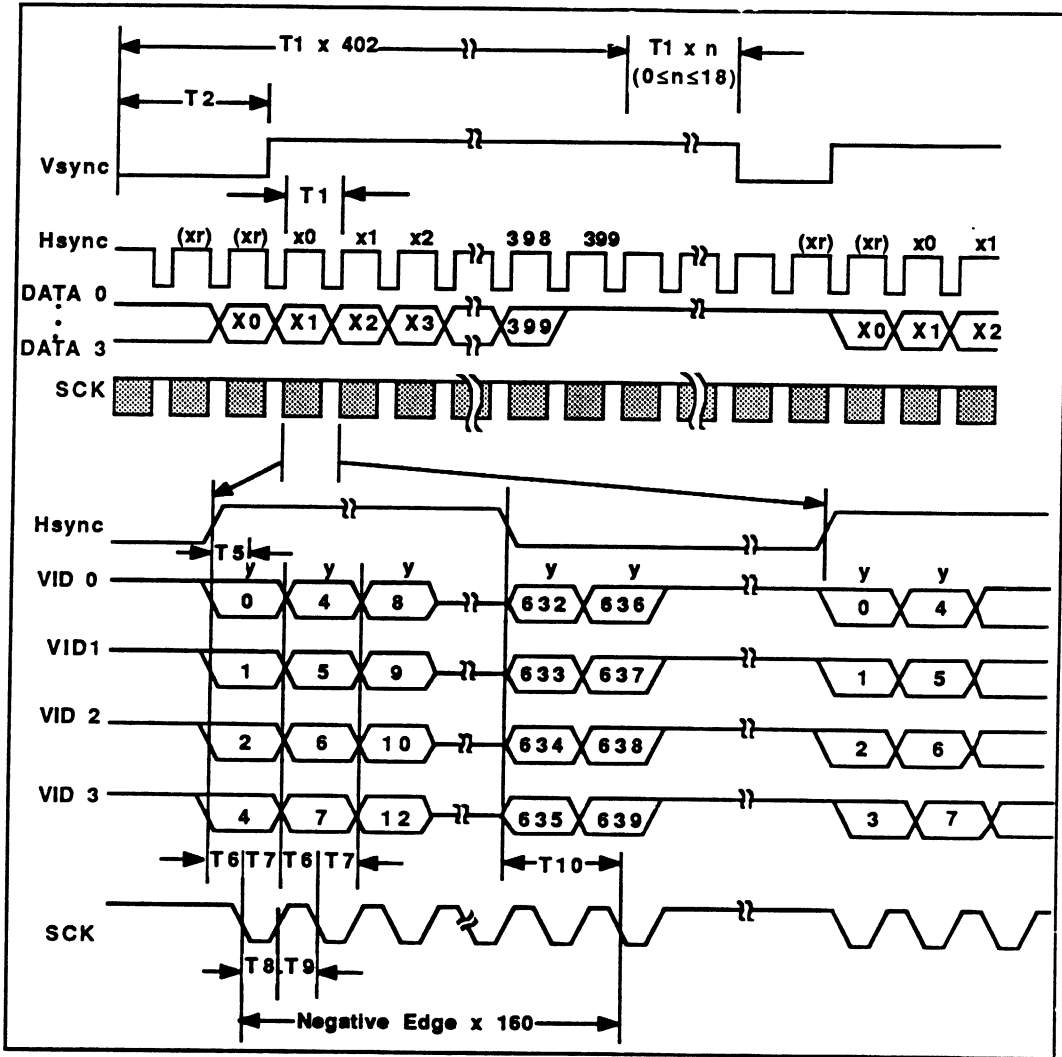 T1 x 402
T1 x n
(0≤n≤18)
T2
Vsync
T1
Hsync (xr) (xr) x0 x1 x2 398 399 (xr) (xr) x0 x1
DATA 0
X0 X1 X2 X3 399 X0 X1 X2
DATA 3
SCK
Hsync
T5
y y y y y y y
VID 0 0 4 8 632 636 0 4
VID1 1 5 9 633 637 1 5
VID 2 2 6 10 634 638 2 6
VID 3 4 7 12 635 639 3 7
T6 T7 T6 T7 T10
SCK
T8 T9
Negative Edge x 160